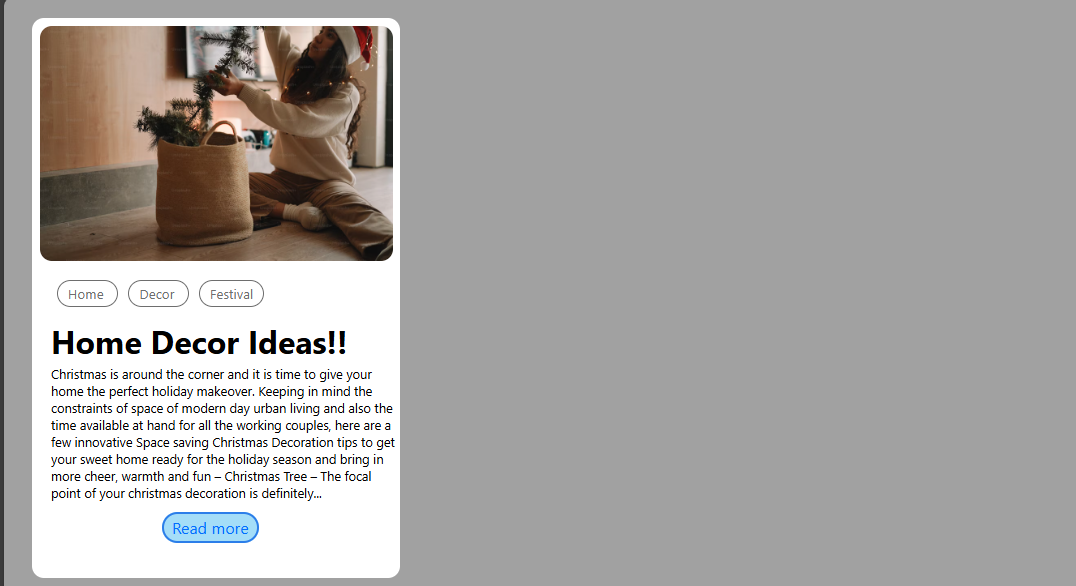 Home Decor Festival
Home Decor Ideas!!
Christmas is around the corner and it is time to give your
home the perfect holiday makeover. Keeping in mind the
constraints of space of modern day urban living and also the
time available at hand for all the working couples, here are a
few innovative Space saving Christmas Decoration tips to get
your sweet home ready for the holiday season and bring in
more cheer, warmth and fun – Christmas Tree – The focal
point of your christmas decoration is definitely...
Read more